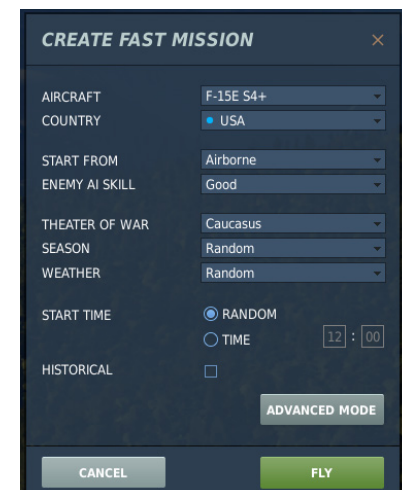 CREATE FAST MISSION ×
AIRCRAFT F-15E S4+
COUNTRY USA
START FROM Airborne
ENEMY AI SKILL Good
THEATER OF WAR Caucasus
SEASON Random
WEATHER Random
START TIME RANDOM
TIME 12 : 00
HISTORICAL
ADVANCED MODE
CANCEL FLY